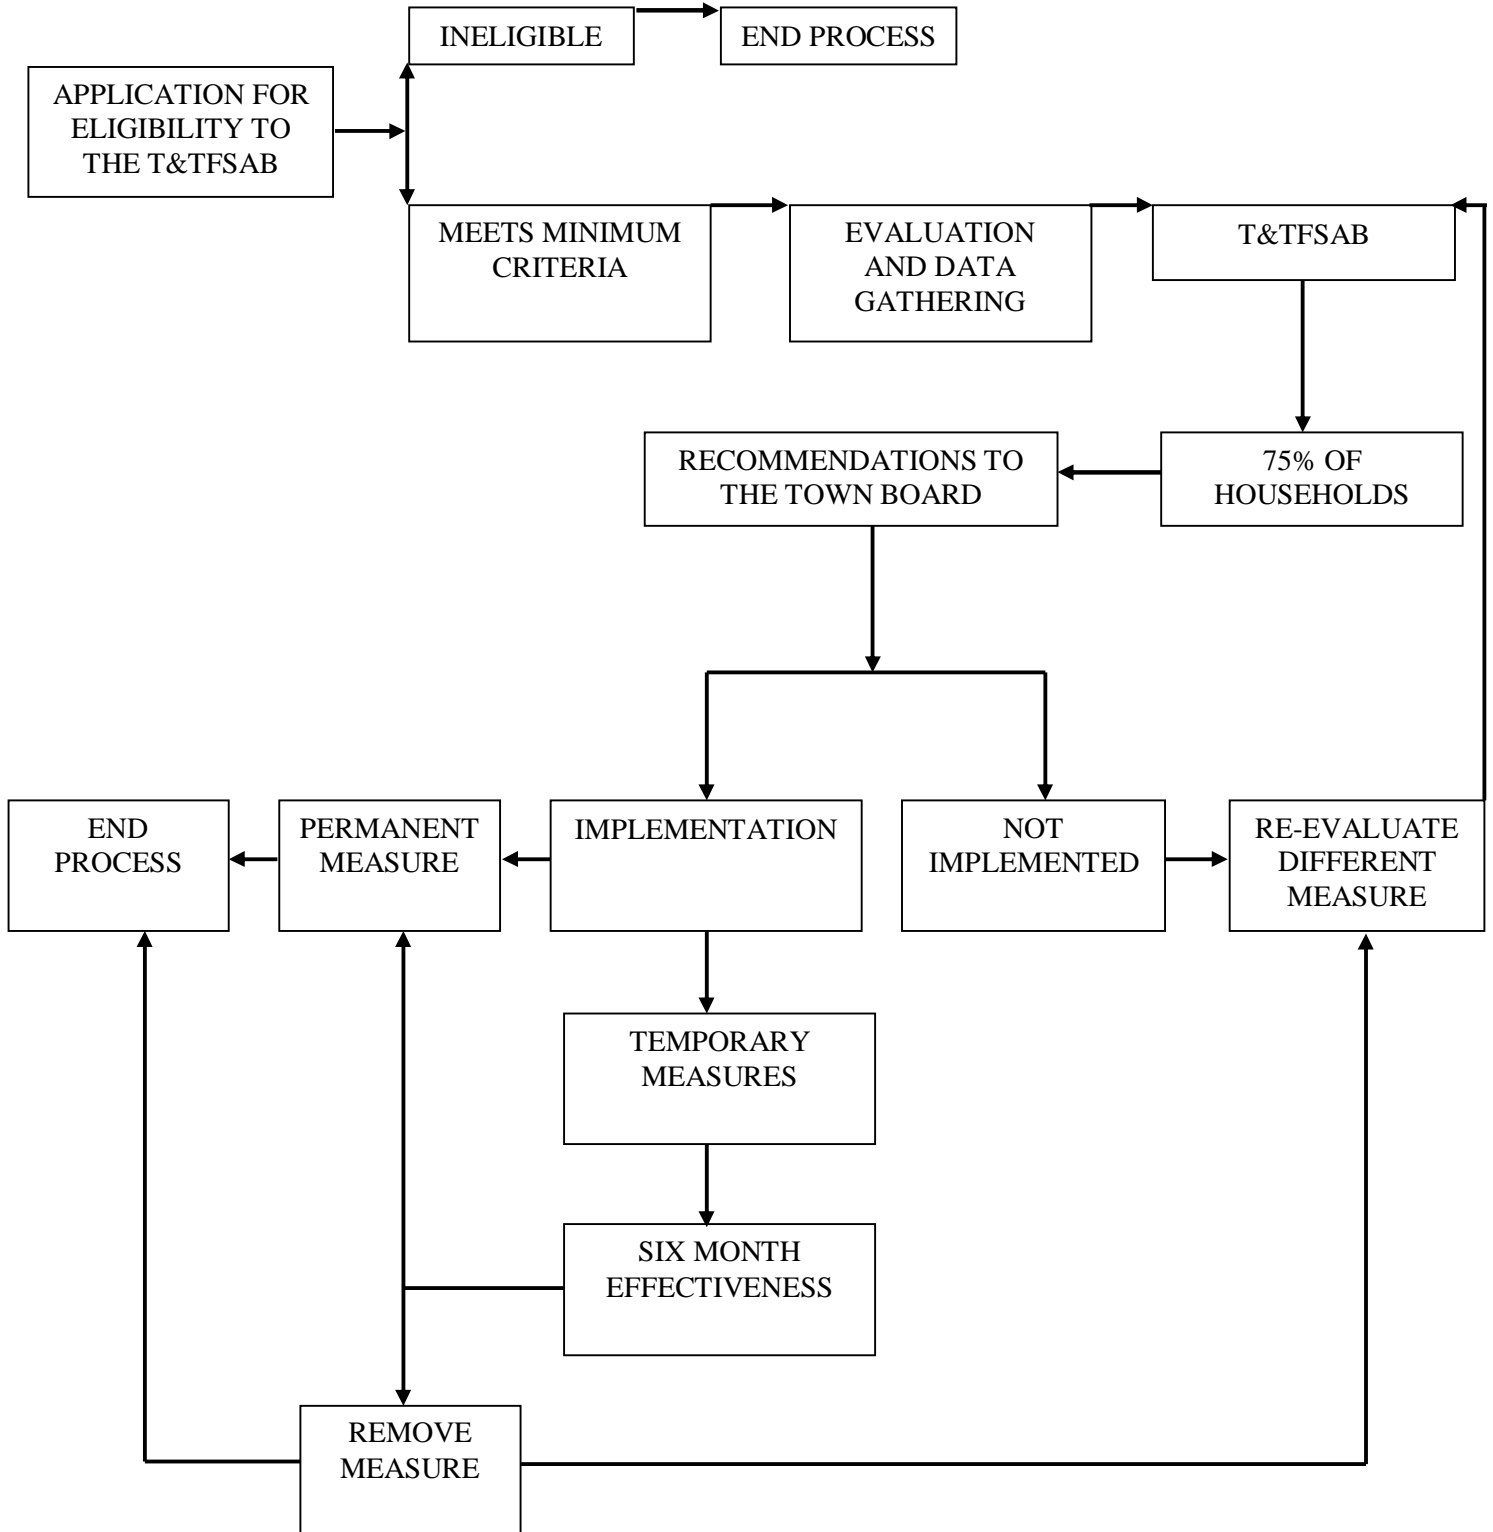 INELIGIBLE
END PROCESS
APPLICATION FOR
ELIGIBILITY TO
THE T&TFSAB
MEETS MINIMUM
CRITERIA
EVALUATION
AND DATA
GATHERING
T&TFSAB
75% OF
HOUSEHOLDS
RECOMMENDATIONS TO
THE TOWN BOARD
END
PROCESS
PERMANENT
MEASURE
IMPLEMENTATION
NOT
IMPLEMENTED
RE-EVALUATE
DIFFERENT
MEASURE
TEMPORARY
MEASURES
SIX MONTH
EFFECTIVENESS
REMOVE
MEASURE